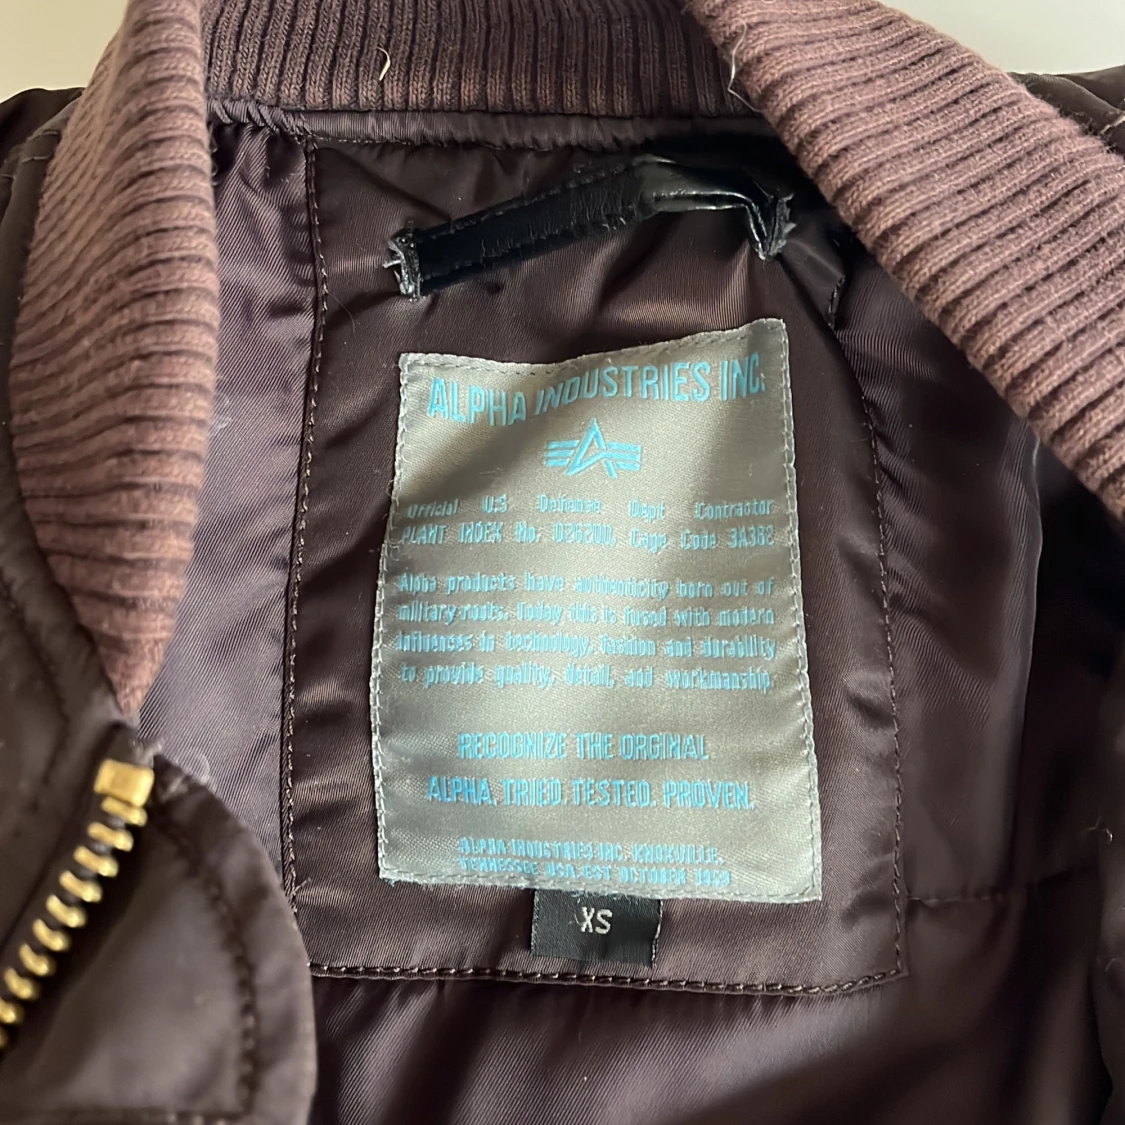 ALPHA INDUSTRIES INC.
Official U.S Defense Dept Contractor
PLANT INDEX No. Cage Code 3A382
Alpha products have authenticity born out of
military roots. Today this is fused with modern
influences in technology, fashion and durability
to provide quality, detail, and workmanship
RECOGNIZE THE ORGINAL
ALPHA. TRIED. TESTED. PROVEN.
ALPHA INDUSTRIES INC. KNOXVILLE.
TENNESSEE USA. EST OCTOBER 1959
XS